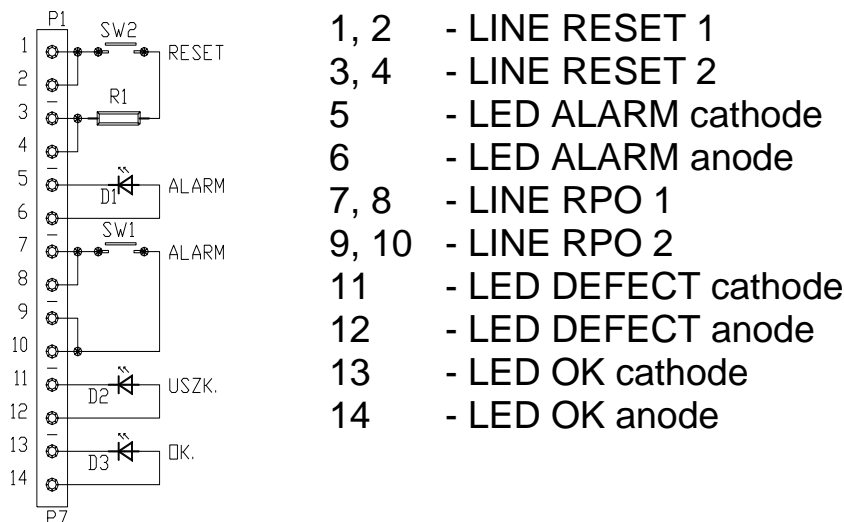 P1
1
SW2
RESET
2
R1
3
4
5
D1
ALARM
6
SW1
7
ALARM
8
9
10
11
D2
USZK.
12
13
D3
OK.
14
P7
1, 2 - LINE RESET 1
3, 4 - LINE RESET 2
5 - LED ALARM cathode
6 - LED ALARM anode
7, 8 - LINE RPO 1
9, 10 - LINE RPO 2
11 - LED DEFECT cathode
12 - LED DEFECT anode
13 - LED OK cathode
14 - LED OK anode